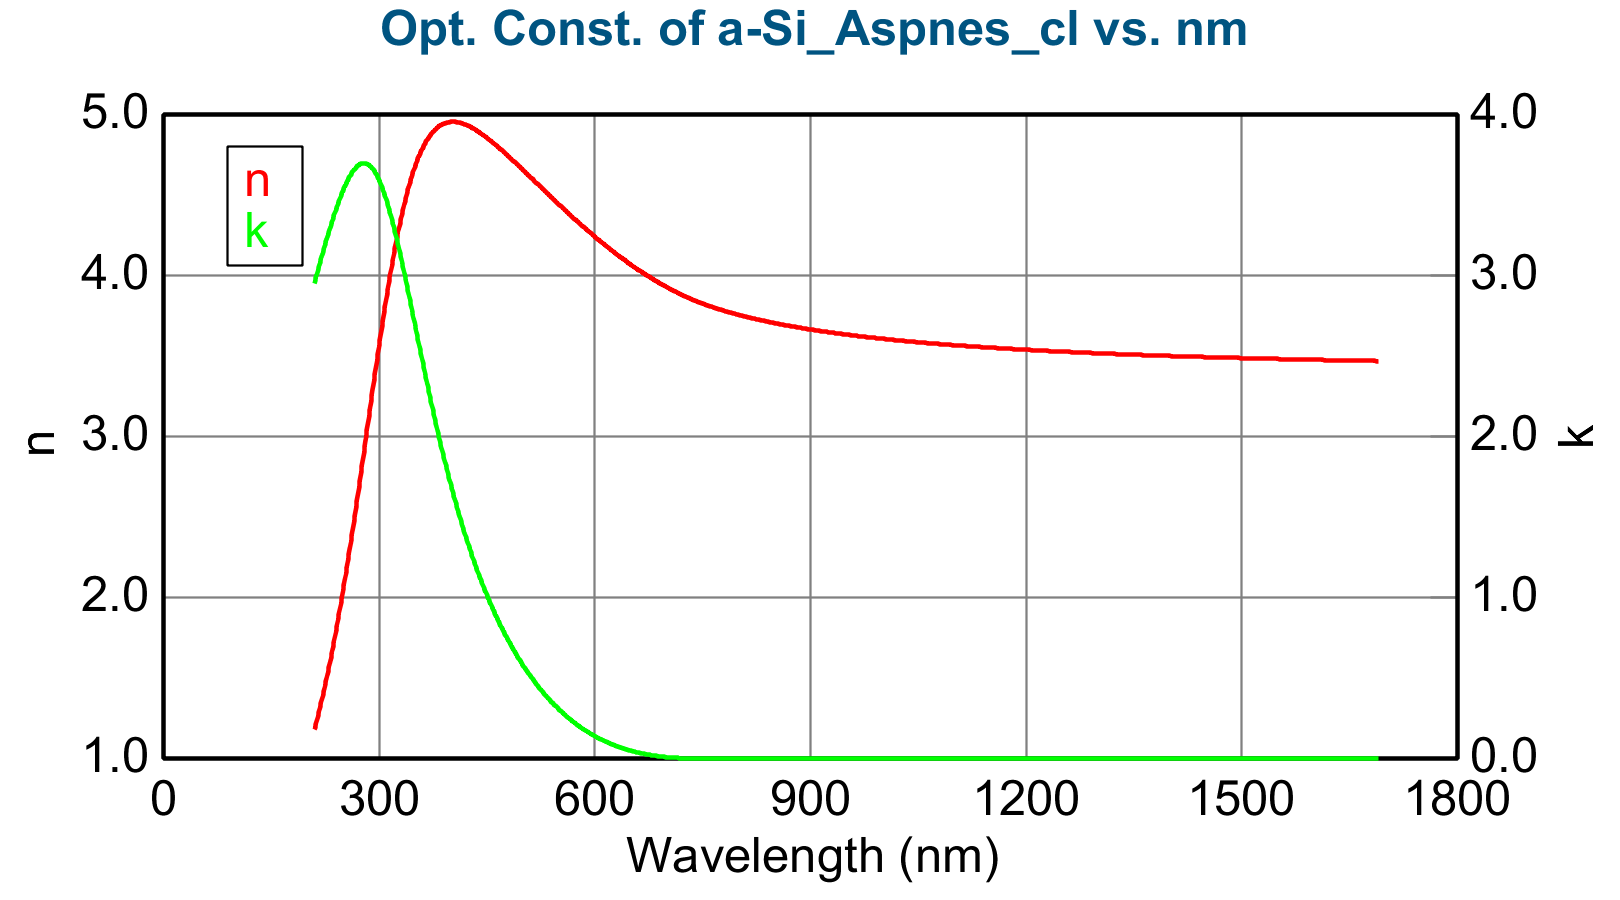 Opt. Const. of a-Si_Aspnes_cl vs. nm
5.0
4.0
3.0
2.0
1.0
n
n
k
4.0
3.0
2.0
1.0
0.0
k
0 300 600 900 1200 1500 1800
Wavelength (nm)